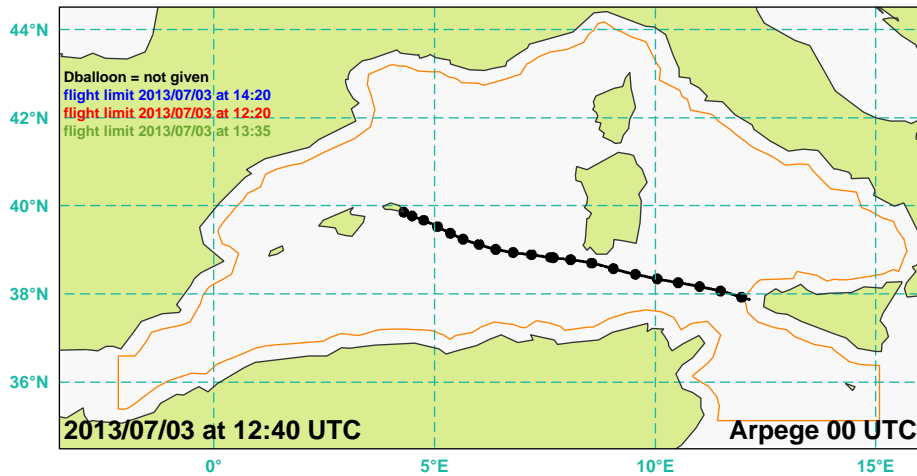 44°N
Dballoon = not given
flight limit 2013/07/03 at 14:20
flight limit 2013/07/03 at 12:20
flight limit 2013/07/03 at 13:35
42°N
40°N
38°N
36°N
2013/07/03 at 12:40 UTC
Arpege 00 UTC
0°
5°E
10°E
15°E